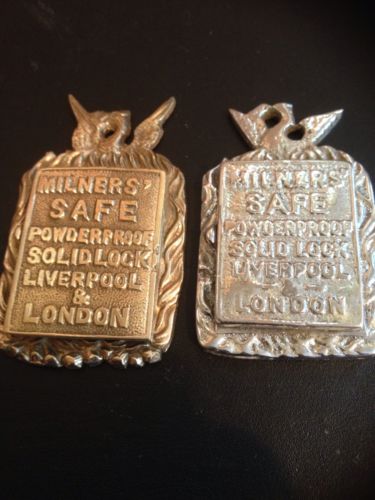 MILNERS'
SAFE
POWDERPROOF
SOLID LOCK
LIVERPOOL
&
LONDON
MILNERS'
SAFE
POWDERPROOF
SOLID LOCK
LIVERPOOL
LONDON